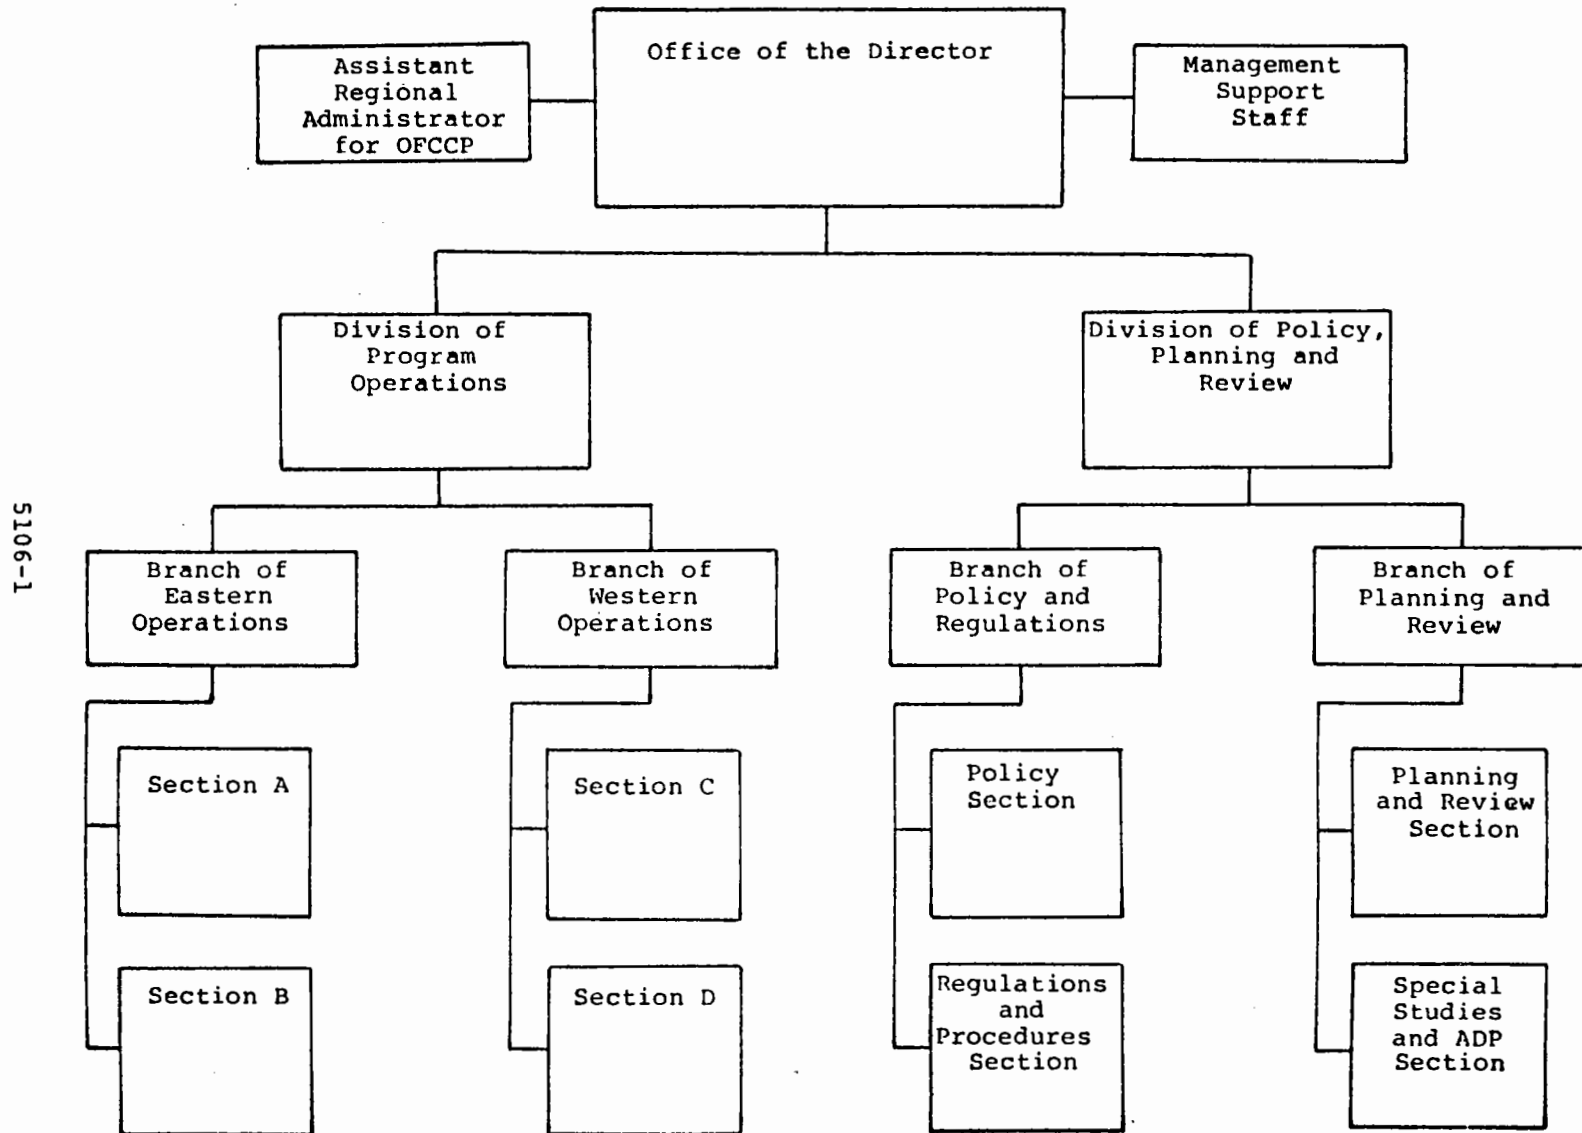 Office of the Director
Assistant
Regional
Administrator
for OFCCP
Management
Support
Staff
Division of
Program
Operations
Division of Policy,
Planning and
Review
5106-1
Branch of
Eastern
Operations
Branch of
Western
Operations
Branch of
Policy and
Regulations
Branch of
Planning and
Review
Section A
Section C
Policy
Section
Planning
and Review
Section
Section B
Section D
Regulations
and
Procedures
Section
Special
Studies
and ADP
Section